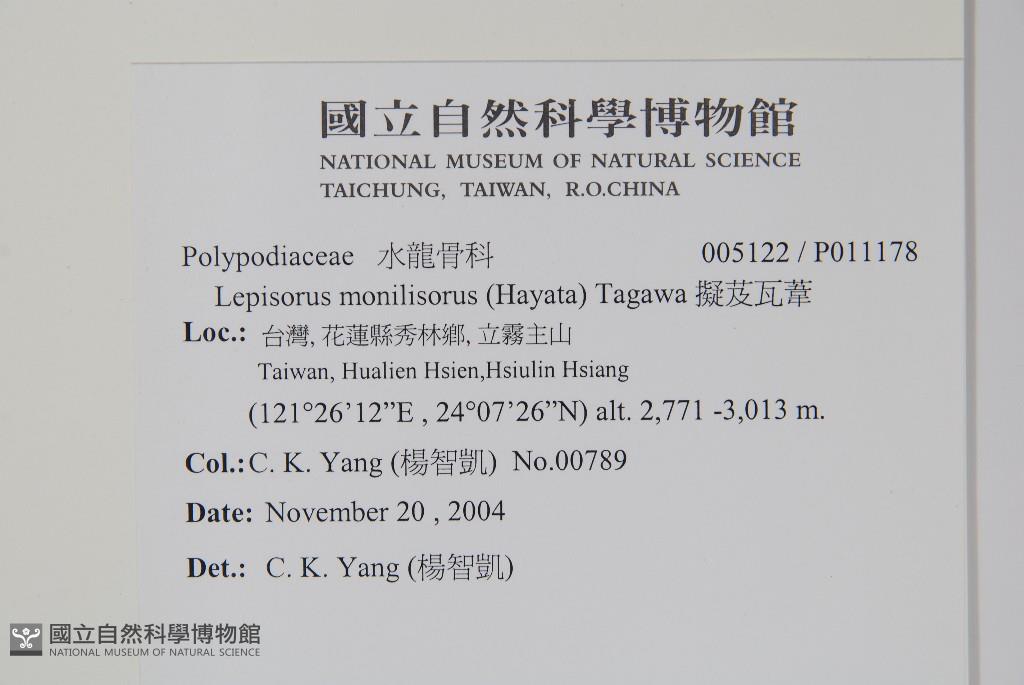 國立自然科學博物館
NATIONAL MUSEUM OF NATURAL SCIENCE
TAICHUNG, TAIWAN, R.O.CHINA
Polypodiaceae 水龍骨科 005122 / P011178
Lepisorus monilisorus (Hayata) Tagawa 擬芨瓦葦
Loc.: 台灣, 花蓮縣秀林鄉, 立霧主山
Taiwan, Hualien Hsien,Hsiulin Hsiang
(121°26’12”E , 24°07’26”N) alt. 2,771 -3,013 m.
Col.: C. K. Yang (楊智凱) No.00789
Date: November 20 , 2004
Det.: C. K. Yang (楊智凱)
國立自然科學博物館
NATIONAL MUSEUM OF NATURAL SCIENCE